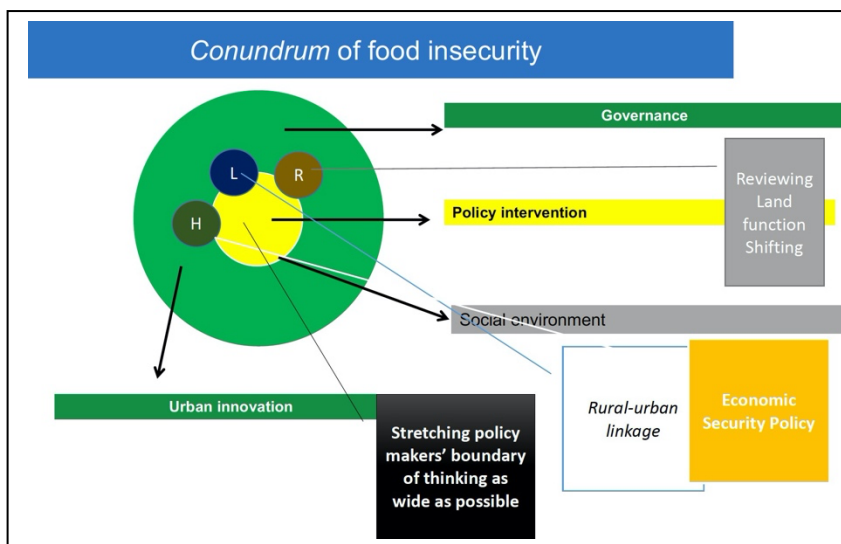 Conundrum of food insecurity
Governance
L
R
H
Reviewing
Land
function
Shifting
Policy intervention
Social environment
Urban innovation
Stretching policy
makers’ boundary
of thinking as
wide as possible
Rural-urban
linkage
Economic
Security Policy